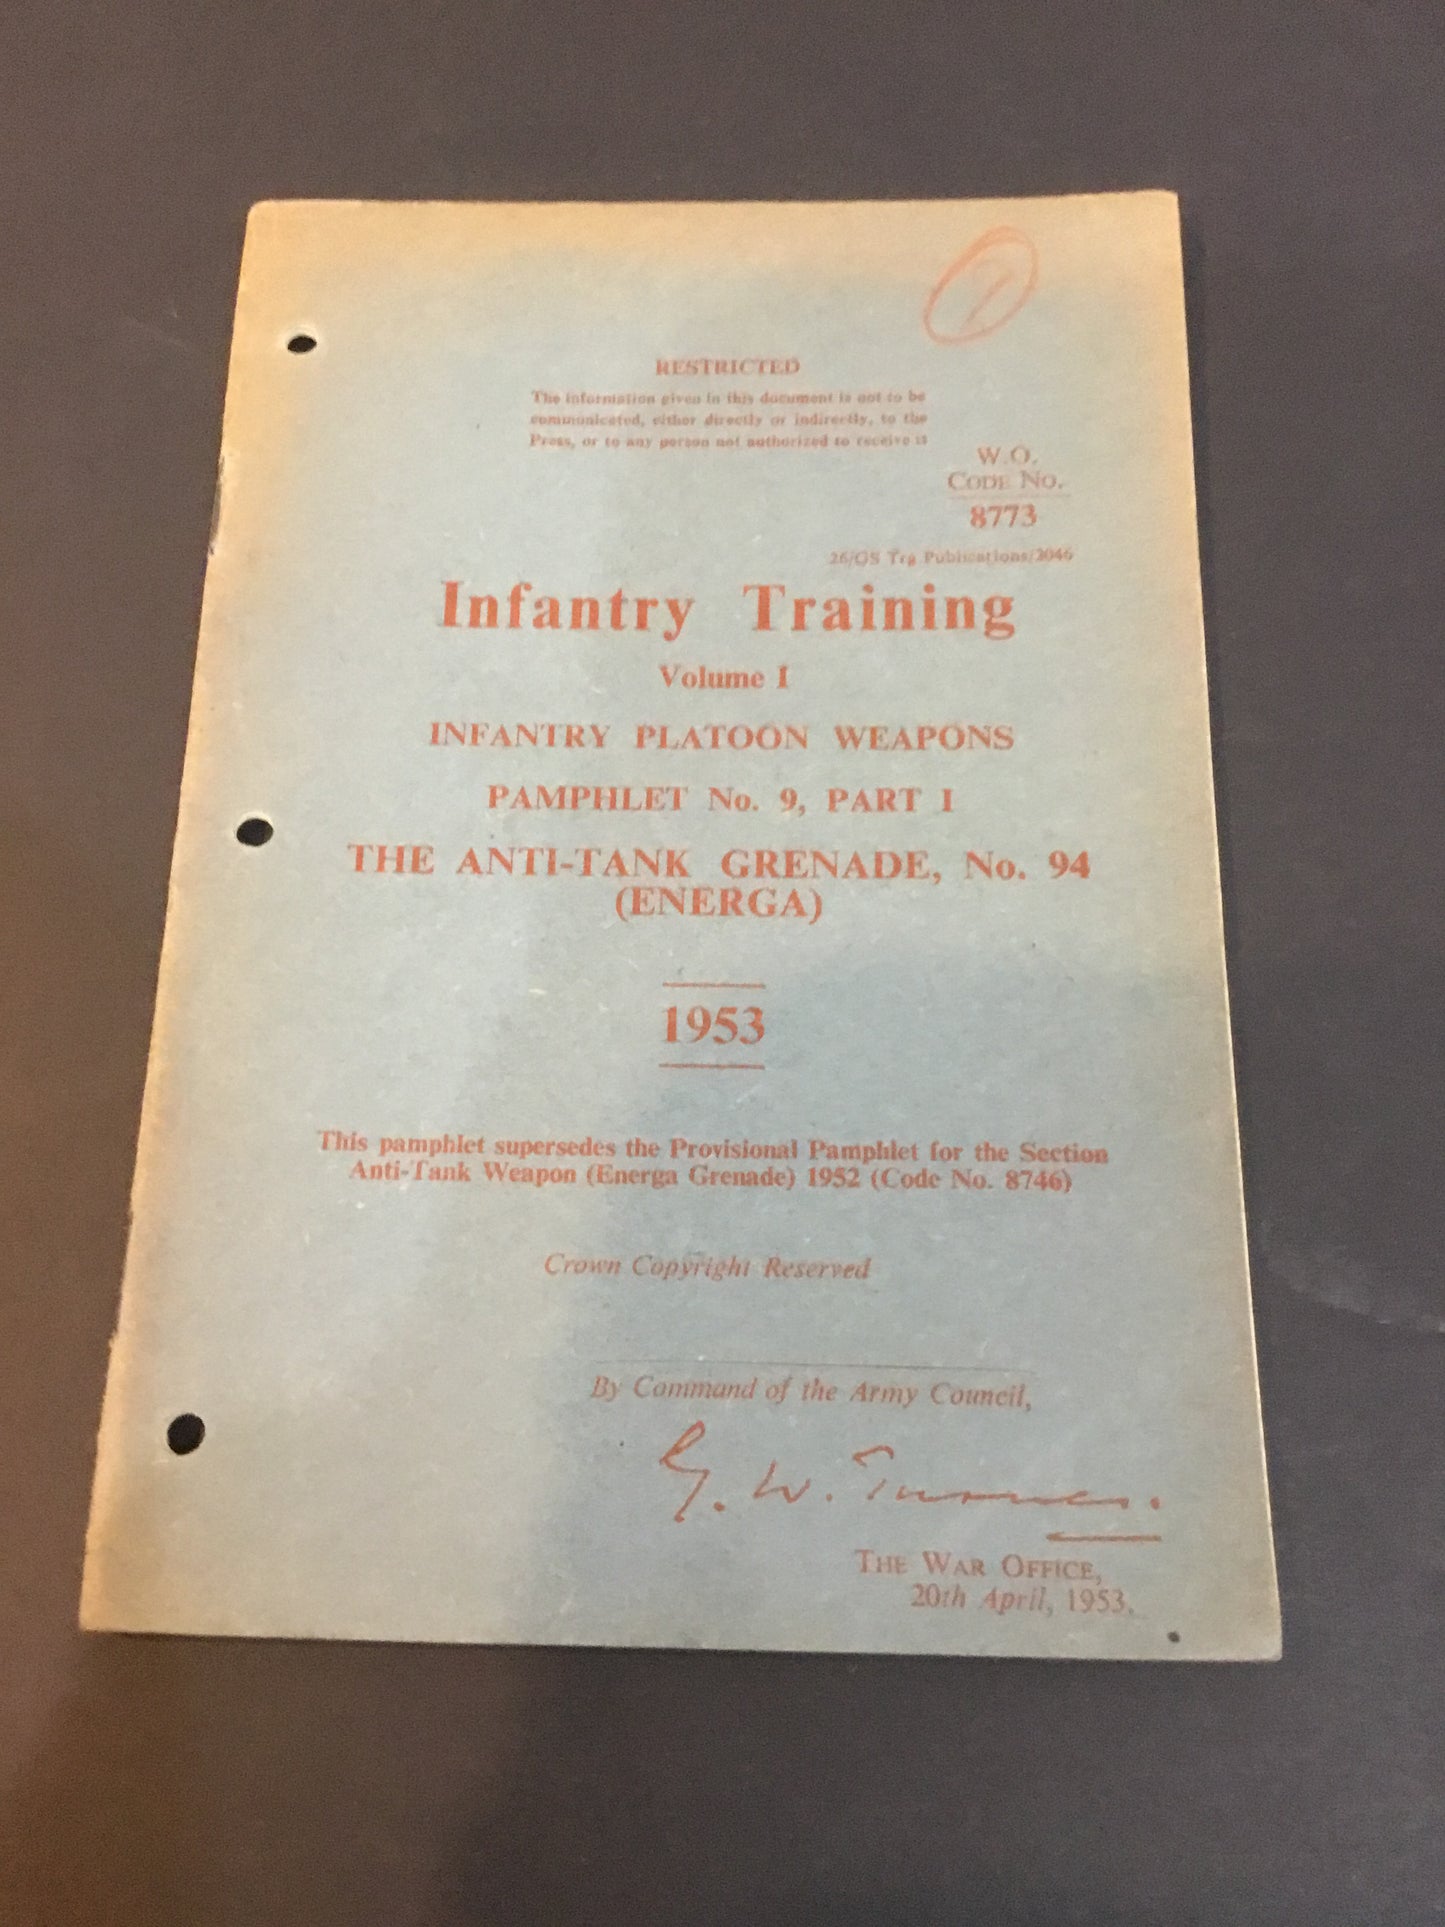 RESTRICTED
The information given in this document is not to be
communicated, either directly or indirectly, to the
Press, or to any person not authorized to receive it
W.O.
CODE NO.
8773
26/GS Trg Publications/2046
Infantry Training
Volume I
INFANTRY PLATOON WEAPONS
PAMPHLET No. 9, PART I
THE ANTI-TANK GRENADE, No. 94
(ENERGA)
1953
This pamphlet supersedes the Provisional Pamphlet for the Section
Anti-Tank Weapon (Energa Grenade) 1952 (Code No. 8746)
Crown Copyright Reserved
By Command of the Army Council,
G. W. Turner.
THE WAR OFFICE,
20th April, 1953.